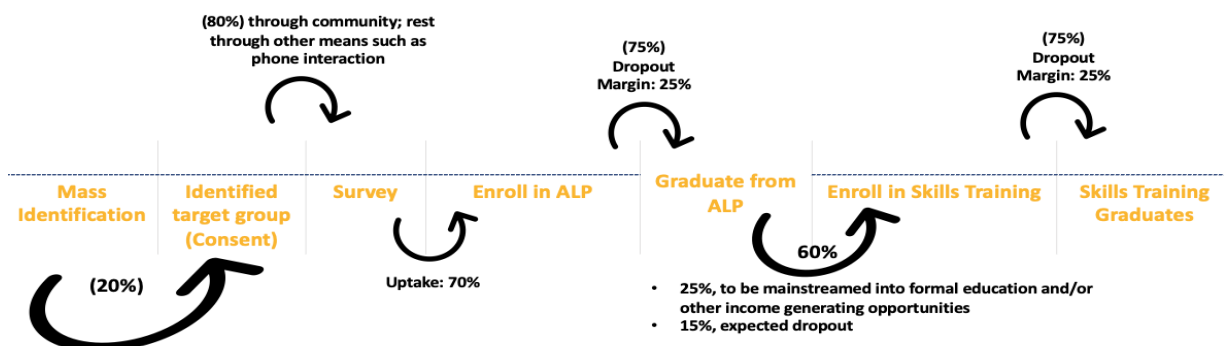 (80%) through community; rest
through other means such as
phone interaction
(75%)
Dropout
Margin: 25%
(75%)
Dropout
Margin: 25%
Mass
Identification
Identified
target group
(Consent)
Survey
Enroll in ALP
Graduate from
ALP
Enroll in Skills Training
Skills Training
Graduates
(20%)
Uptake: 70%
60%
• 25%, to be mainstreamed into formal education and/or
other income generating opportunities
• 15%, expected dropout